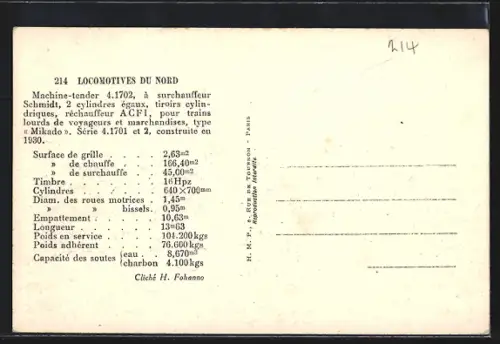 214
214 LOCOMOTIVES DU NORD
Machine-tender 4.1702, à surchauffeur
Schmidt, 2 cylindres égaux, tiroirs cylin-
driques, réchauffeur ACFI, pour trains
lourds de voyageurs et marchandises, type
« Mikado ». Série 4.1701 et 2, construite en
1930.
Surface de grille . . . . 2,63m2
» de chauffe . . . 166,40m2
» de surchauffe . . 45,00m2
Timbre . . . . . . . 16Hpz
Cylindres . . . . . . 640×700mm
Diam. des roues motrices . 1,45m
» » bissels. 0,95m
Empattement . . . . . 10,63m
Longueur . . . . . . 13m63
Poids en service . . . . 104.200kgs
Poids adhérent . . . . 76.660kgs
Capacité des soutes {eau . . 8,670m3
{charbon 4.100kgs
Cliché H. Fohanno
H. M. P., 2, RUE DE TOURNON - PARIS
Reproduction interdite